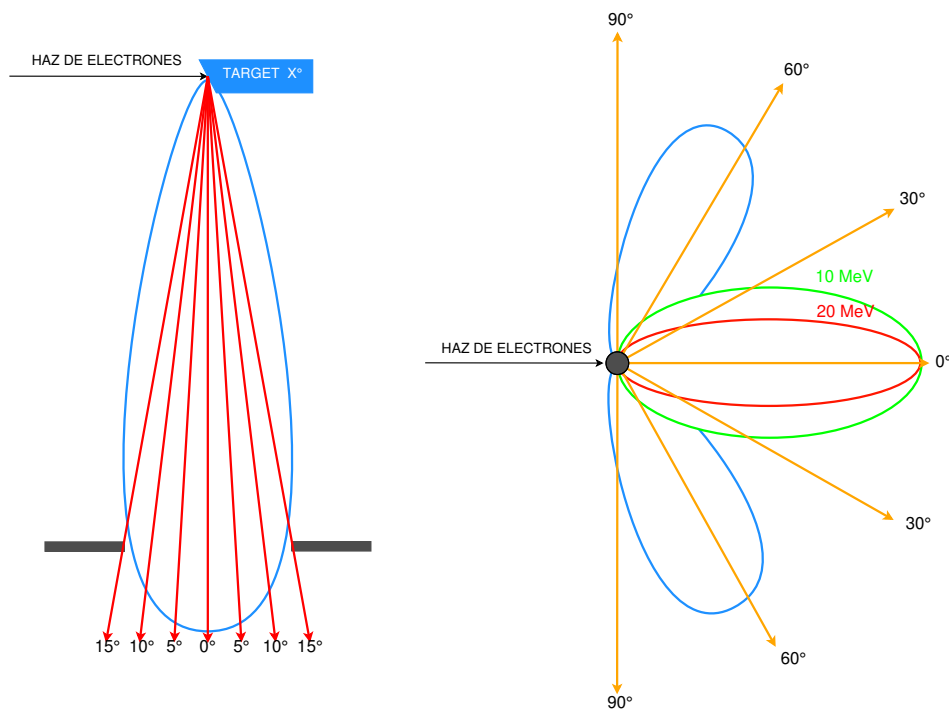 HAZ DE ELECTRONES
TARGET X°
15° 10° 5° 0° 5° 10° 15°
90°
60°
30°
10 MeV
20 MeV
HAZ DE ELECTRONES
0°
30°
60°
90°